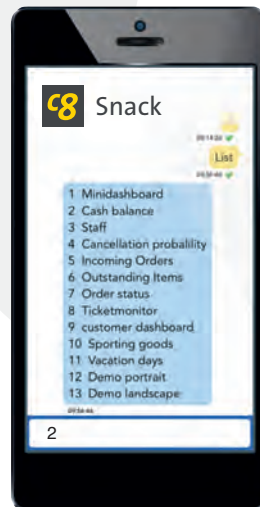 C8 Snack
List
1 Minidashboard
2 Cash balance
3 Staff
4 Cancellation probalility
5 Incoming Orders
6 Outstanding Items
7 Order status
8 Ticketmonitor
9 customer dashboard
10 Sporting goods
11 Vacation days
12 Demo portrait
13 Demo landscape
2